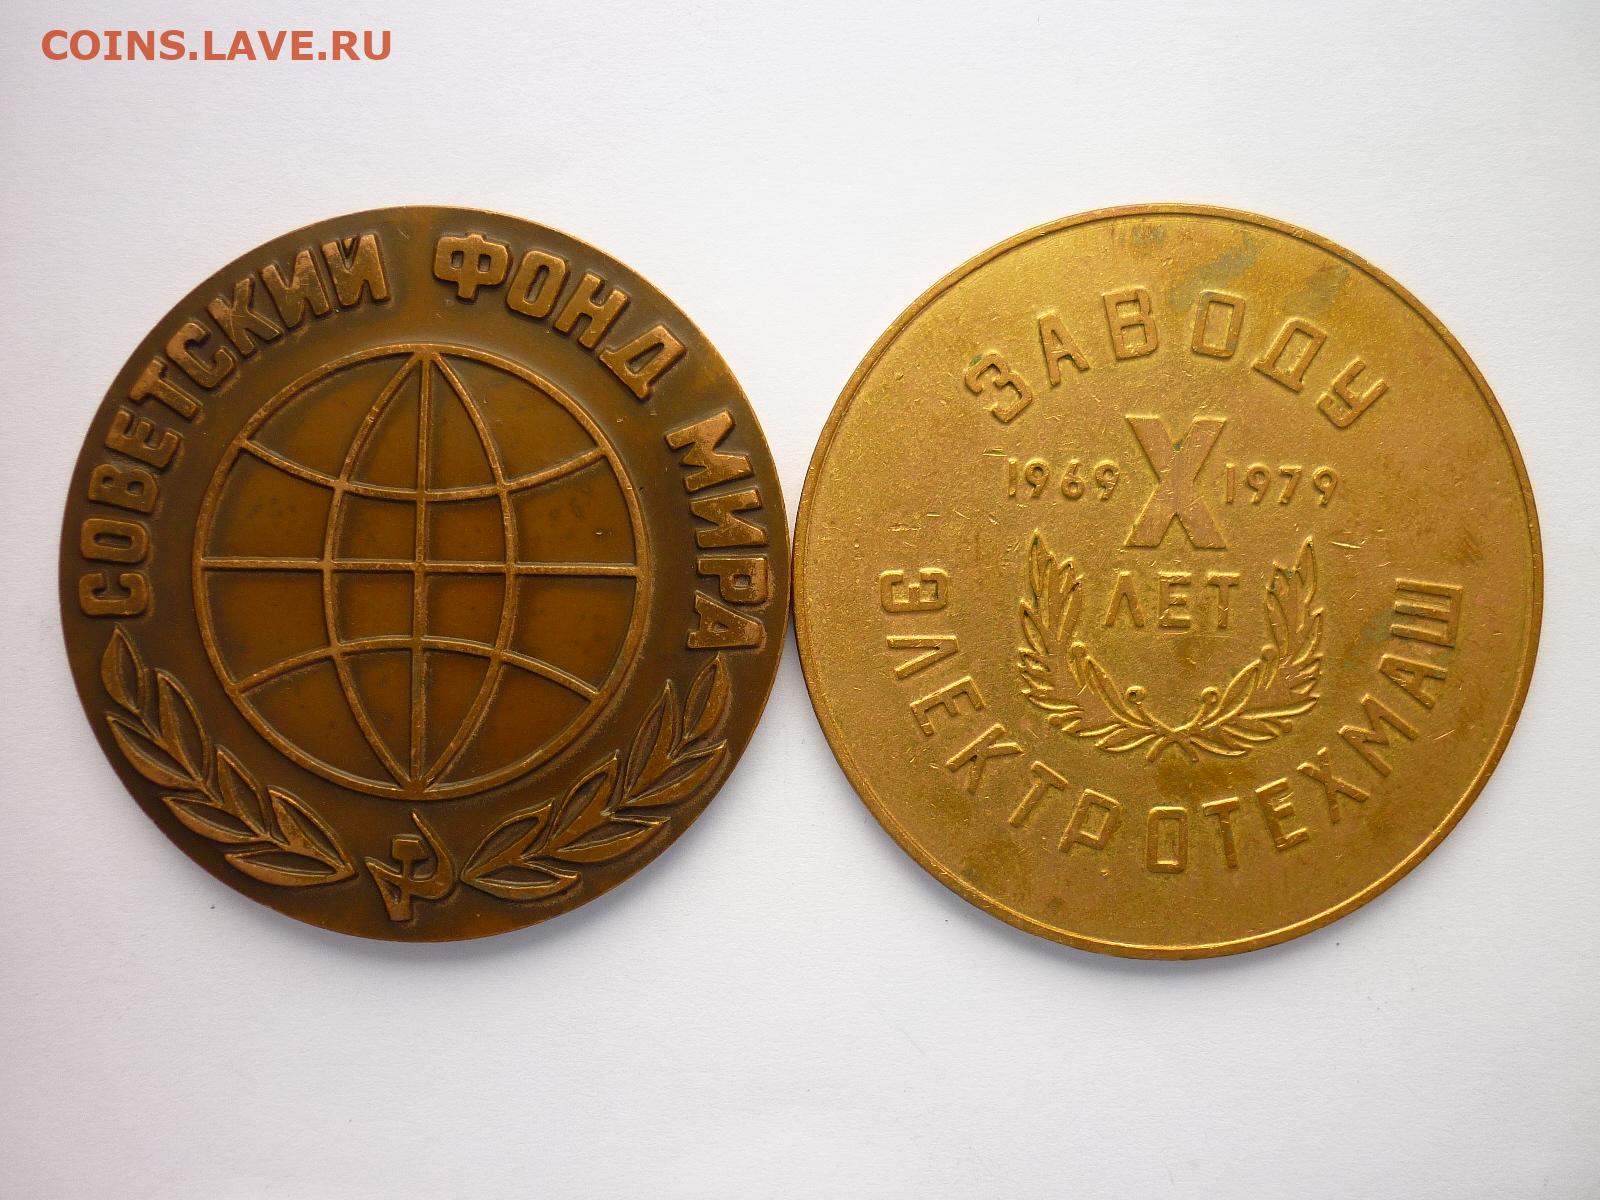 COINS.LAVE.RU
СОВЕТСКИЙ ФОНД МИРА
ЗАВОДУ
1969 X 1979
ЛЕТ
ЭЛЕКТРОТЕХМАШ